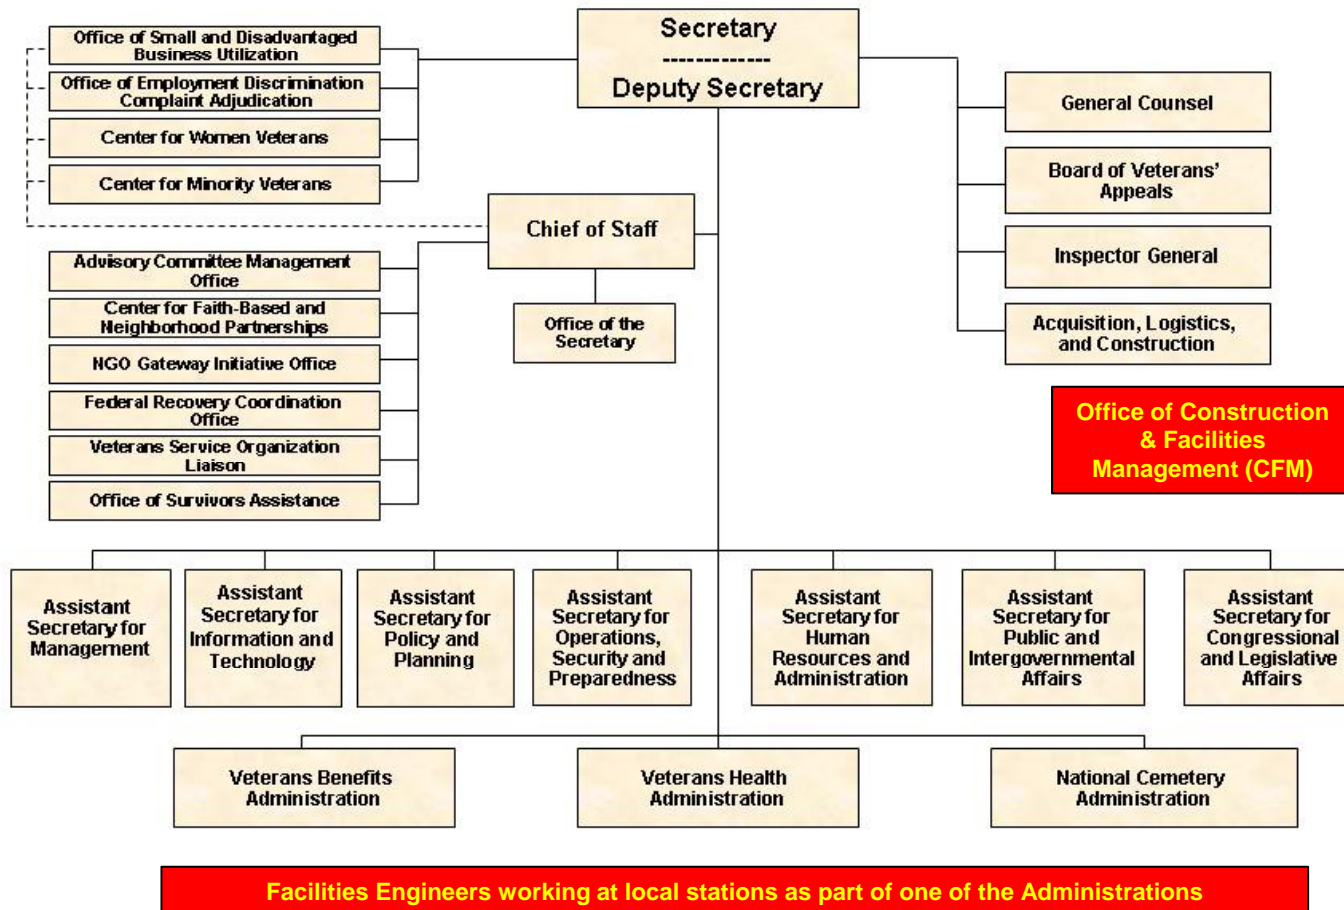 Secretary
-------------
Deputy Secretary
Office of Small and Disadvantaged
Business Utilization
Office of Employment Discrimination
Complaint Adjudication
Center for Women Veterans
Center for Minority Veterans
General Counsel
Board of Veterans'
Appeals
Inspector General
Acquisition, Logistics,
and Construction
Chief of Staff
Office of the
Secretary
Advisory Committee Management
Office
Center for Faith-Based and
Neighborhood Partnerships
NGO Gateway Initiative Office
Federal Recovery Coordination
Office
Veterans Service Organization
Liaison
Office of Survivors Assistance
Office of Construction
& Facilities
Management (CFM)
Assistant
Secretary for
Management
Assistant
Secretary for
Information and
Technology
Assistant
Secretary for
Policy and
Planning
Assistant
Secretary for
Operations,
Security and
Preparedness
Assistant
Secretary for
Human
Resources and
Administration
Assistant
Secretary for
Public and
Intergovernmental
Affairs
Assistant
Secretary for
Congressional
and Legislative
Affairs
Veterans Benefits
Administration
Veterans Health
Administration
National Cemetery
Administration
Facilities Engineers working at local stations as part of one of the Administrations